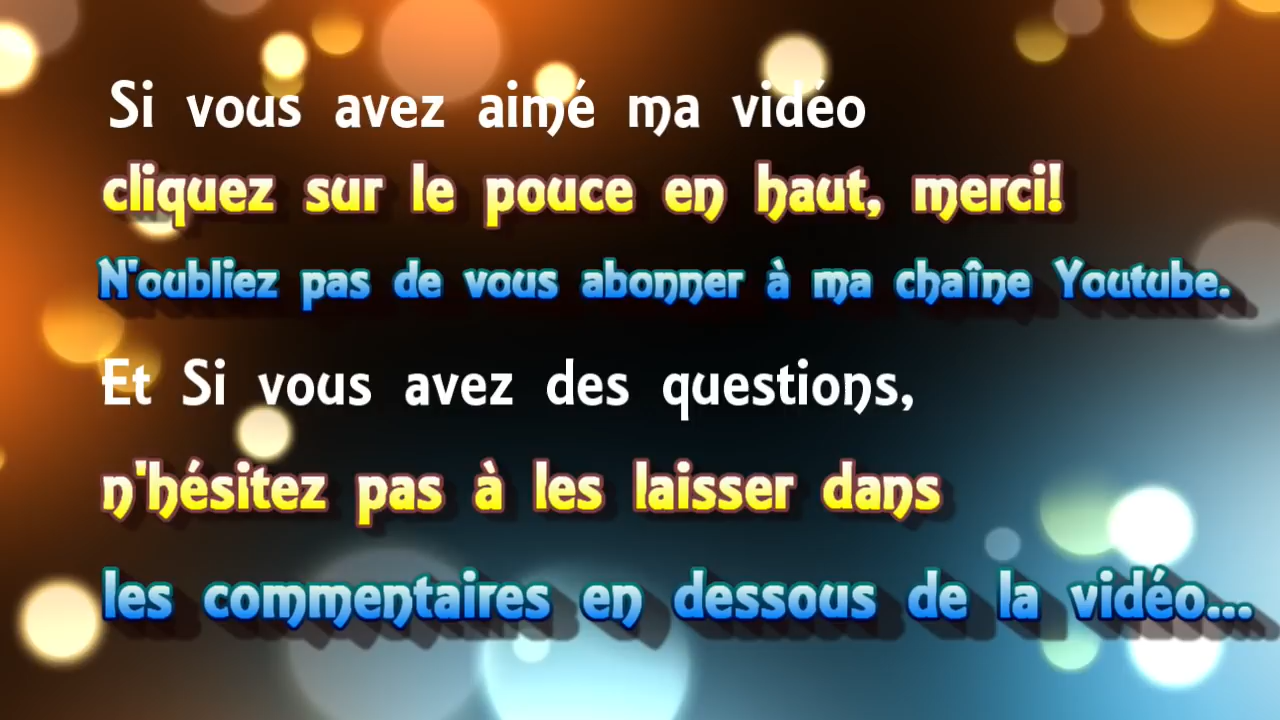 Si vous avez aimé ma vidéo
cliquez sur le pouce en haut, merci!
N'oubliez pas de vous abonner à ma chaîne Youtube.
Et Si vous avez des questions,
n'hésitez pas à les laisser dans
les commentaires en dessous de la vidéo...